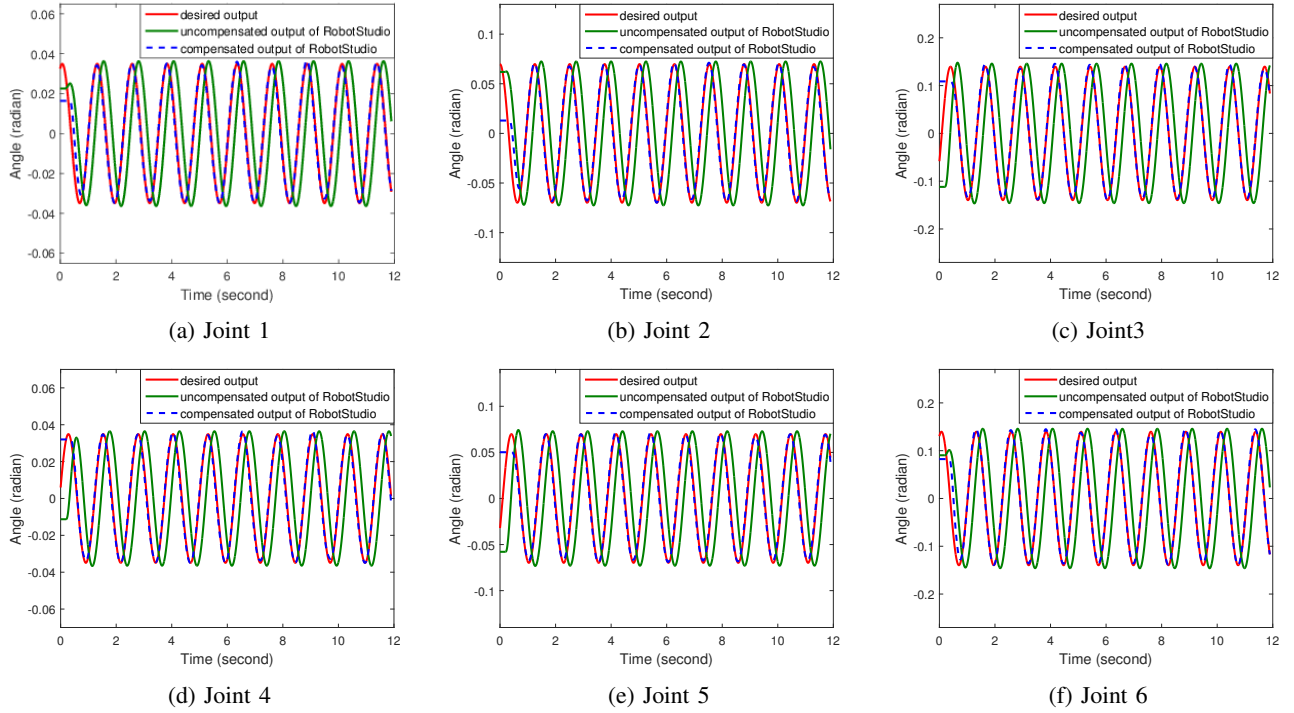 desired output
uncompensated output of RobotStudio
compensated output of RobotStudio
0.06
0.04
0.02
0
-0.02
-0.04
-0.06
Angle (radian)
0 2 4 6 8 10 12
Time (second)
(a) Joint 1
desired output
uncompensated output of RobotStudio
compensated output of RobotStudio
0.1
0.05
0
-0.05
-0.1
Angle (radian)
0 2 4 6 8 10 12
Time (second)
(b) Joint 2
desired output
uncompensated output of RobotStudio
compensated output of RobotStudio
0.2
0.1
0
-0.1
-0.2
Angle (radian)
0 2 4 6 8 10 12
Time (second)
(c) Joint3
desired output
uncompensated output of RobotStudio
compensated output of RobotStudio
0.06
0.04
0.02
0
-0.02
-0.04
-0.06
Angle (radian)
0 2 4 6 8 10 12
Time (second)
(d) Joint 4
desired output
uncompensated output of RobotStudio
compensated output of RobotStudio
0.1
0.05
0
-0.05
-0.1
Angle (radian)
0 2 4 6 8 10 12
Time (second)
(e) Joint 5
desired output
uncompensated output of RobotStudio
compensated output of RobotStudio
0.2
0.1
0
-0.1
-0.2
Angle (radian)
0 2 4 6 8 10 12
Time (second)
(f) Joint 6